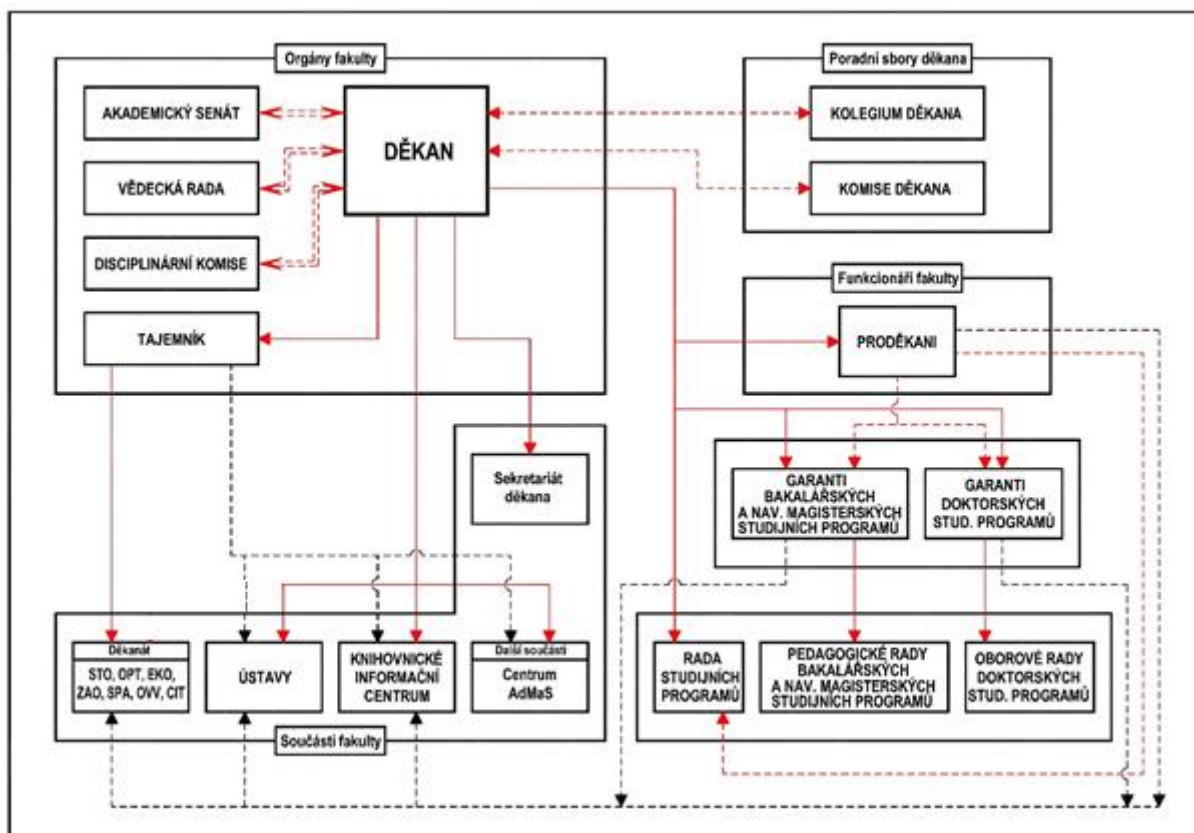 Orgány fakulty
AKADEMICKÝ SENÁT
VĚDECKÁ RADA
DISCIPLINÁRNÍ KOMISE
TAJEMNÍK
DĚKAN
Poradní sbory děkana
KOLEGIUM DĚKANA
KOMISE DĚKANA
Funkcionáři fakulty
PRODĚKANI
Sekretariát
děkana
GARANTI
BAKALÁŘSKÝCH
A NAV. MAGISTERSKÝCH
STUDIJNÍCH PROGRAMŮ
GARANTI
DOKTORSKÝCH
STUD. PROGRAMŮ
Děkanát
STO, OPT, EKO,
ZAO, SPA, OVV, CIT
ÚSTAVY
KNIHOVNICKÉ
INFORMAČNÍ
CENTRUM
Další součásti
Centrum
AdMaS
Součásti fakulty
RADA
STUDIJNÍCH
PROGRAMŮ
PEDAGOGICKÉ RADY
BAKALÁŘSKÝCH
A NAV. MAGISTERSKÝCH
STUDIJNÍCH PROGRAMŮ
OBOROVÉ RADY
DOKTORSKÝCH
STUD. PROGRAMŮ